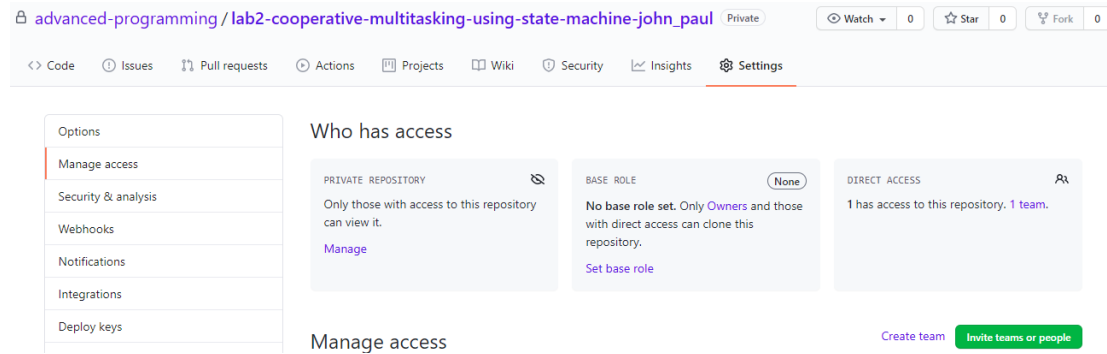 advanced-programming / lab2-cooperative-multitasking-using-state-machine-john_paul Private Watch 0 Star 0 Fork 0
Code Issues Pull requests Actions Projects Wiki Security Insights Settings
Options
Manage access
Security & analysis
Webhooks
Notifications
Integrations
Deploy keys
Who has access
PRIVATE REPOSITORY
Only those with access to this repository
can view it.
Manage
BASE ROLE None
No base role set. Only Owners and those
with direct access can clone this
repository.
Set base role
DIRECT ACCESS
1 has access to this repository. 1 team.
Manage access
Create team Invite teams or people